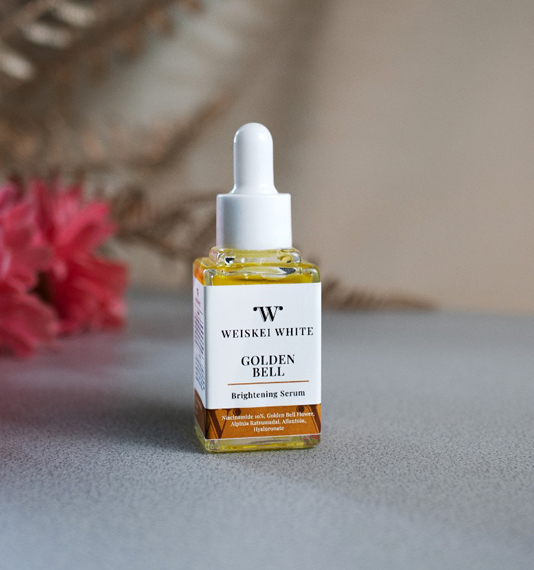 W
WEISKEI WHITE
GOLDEN
BELL
Brightening Serum
Niacinamide 10%, Golden Bell Flower,
Alpinia Katsumadai, Allantoin,
Hyaluronate